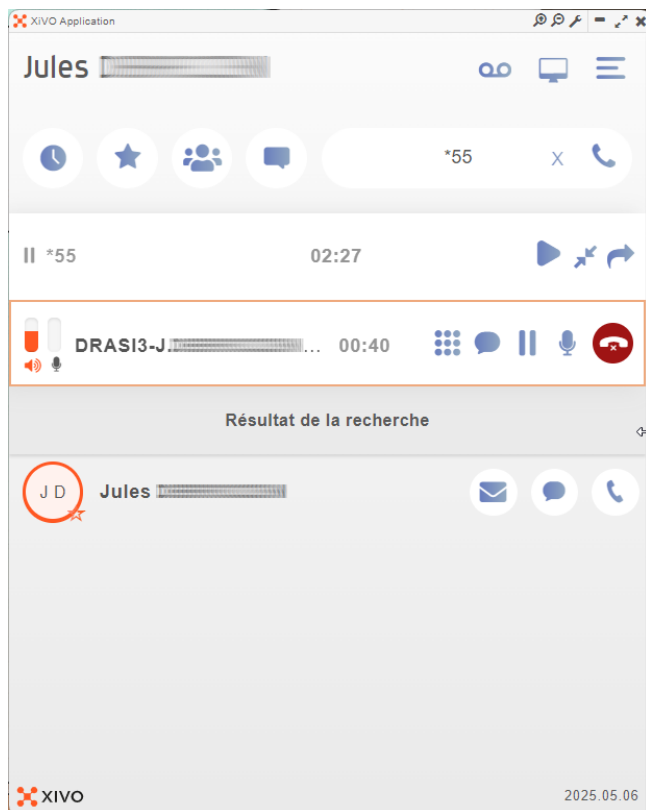 XiVO Application
Jules
*55 X
*55 02:27
DRASI3-J. ... 00:40
Résultat de la recherche
J D Jules
XIVO 2025.05.06